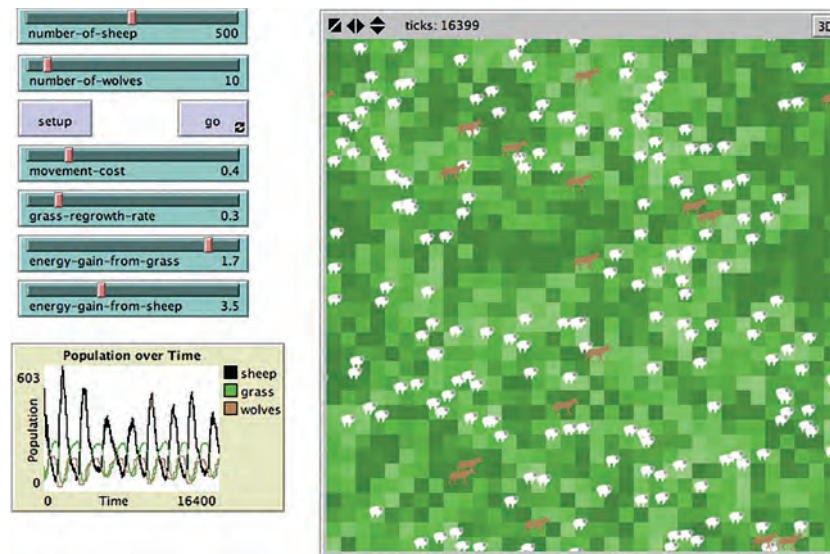 number-of-sheep 500
number-of-wolves 10
setup go
movement-cost 0.4
grass-regrowth-rate 0.3
energy-gain-from-grass 1.7
energy-gain-from-sheep 3.5
Population over Time
603
Population
0
0 Time 16400
sheep
grass
wolves
ticks: 16399
3D